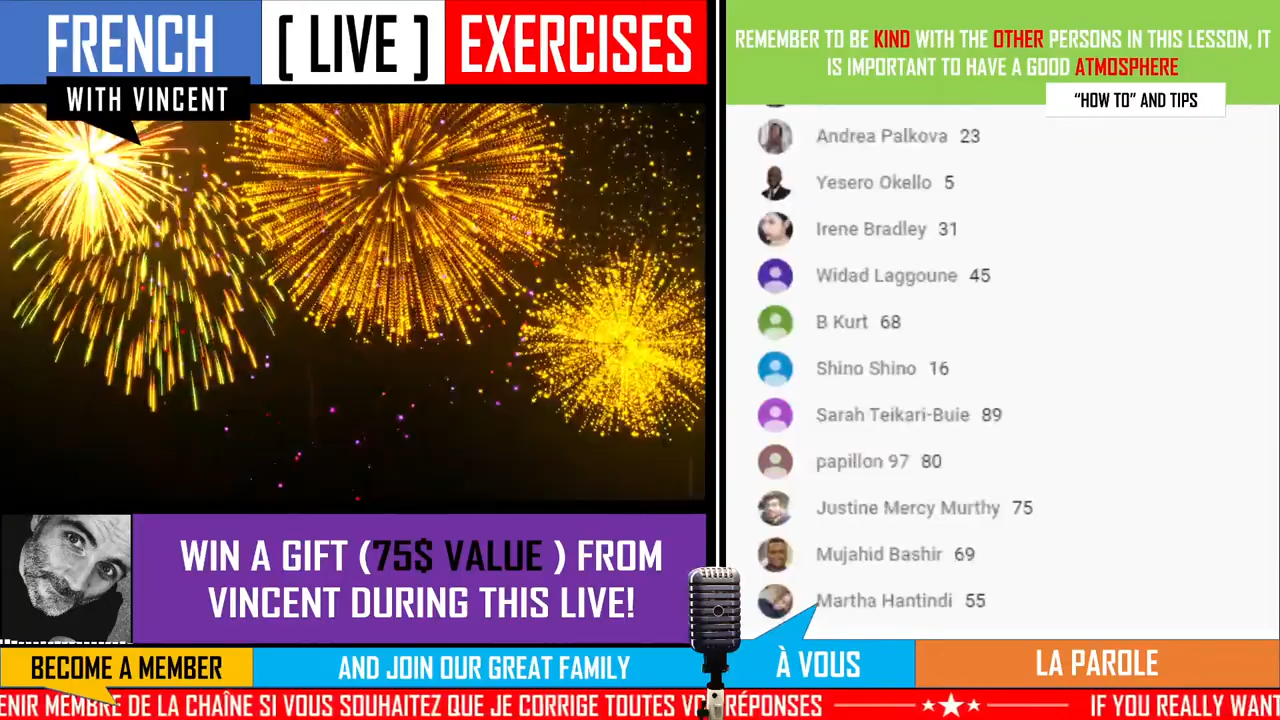 FRENCH
[ LIVE ]
EXERCISES
WITH VINCENT
REMEMBER TO BE KIND WITH THE OTHER PERSONS IN THIS LESSON, IT
IS IMPORTANT TO HAVE A GOOD ATMOSPHERE
“HOW TO” AND TIPS
Andrea Palkova 23
Yesero Okello 5
Irene Bradley 31
Widad Laggoune 45
B Kurt 68
Shino Shino 16
Sarah Teikari-Buie 89
papillon 97 80
Justine Mercy Murthy 75
Mujahid Bashir 69
Martha Hantindi 55
WIN A GIFT (75$ VALUE ) FROM
VINCENT DURING THIS LIVE!
BECOME A MEMBER
AND JOIN OUR GREAT FAMILY
À VOUS
LA PAROLE
ENIR MEMBRE DE LA CHAÎNE SI VOUS SOUHAITEZ QUE JE CORRIGE TOUTES RÉPONSES
IF YOU REALLY WANT